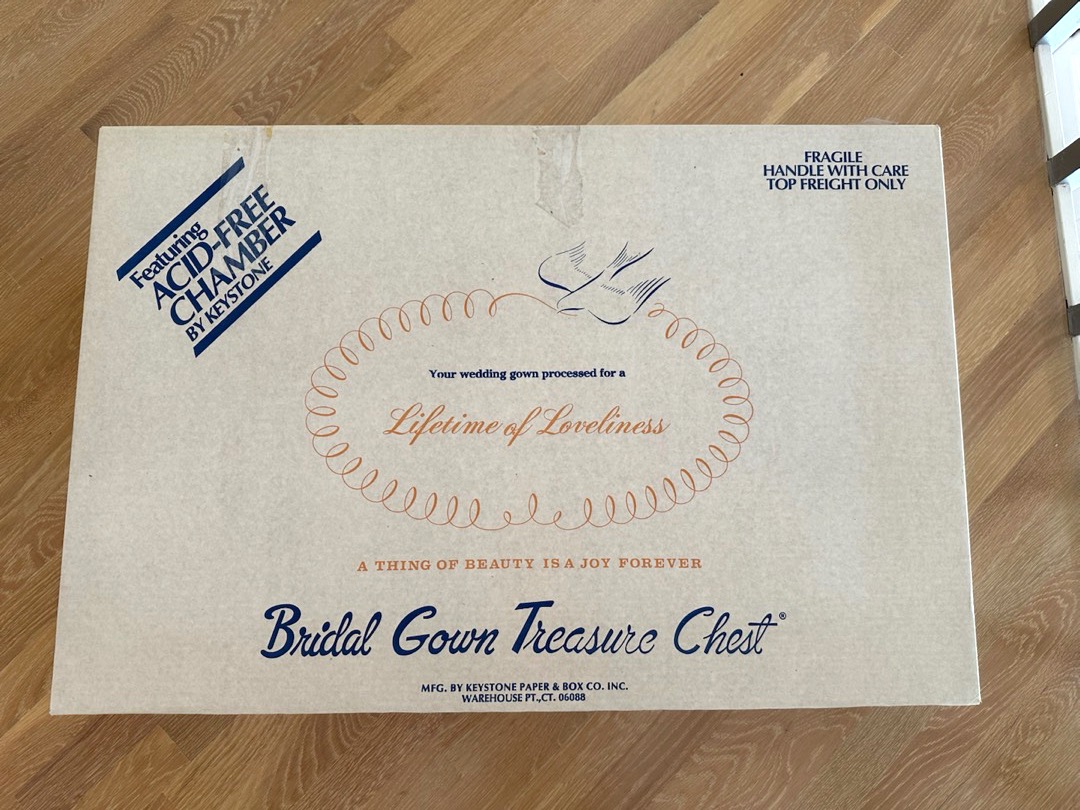 FRAGILE
HANDLE WITH CARE
TOP FREIGHT ONLY
Featuring
ACID-FREE
CHAMBER
BY KEYSTONE
Your wedding gown processed for a
Lifetime of Loveliness
A THING OF BEAUTY IS A JOY FOREVER
Bridal Gown Treasure Chest®
MFG. BY KEYSTONE PAPER & BOX CO. INC.
WAREHOUSE PT.,CT. 06088